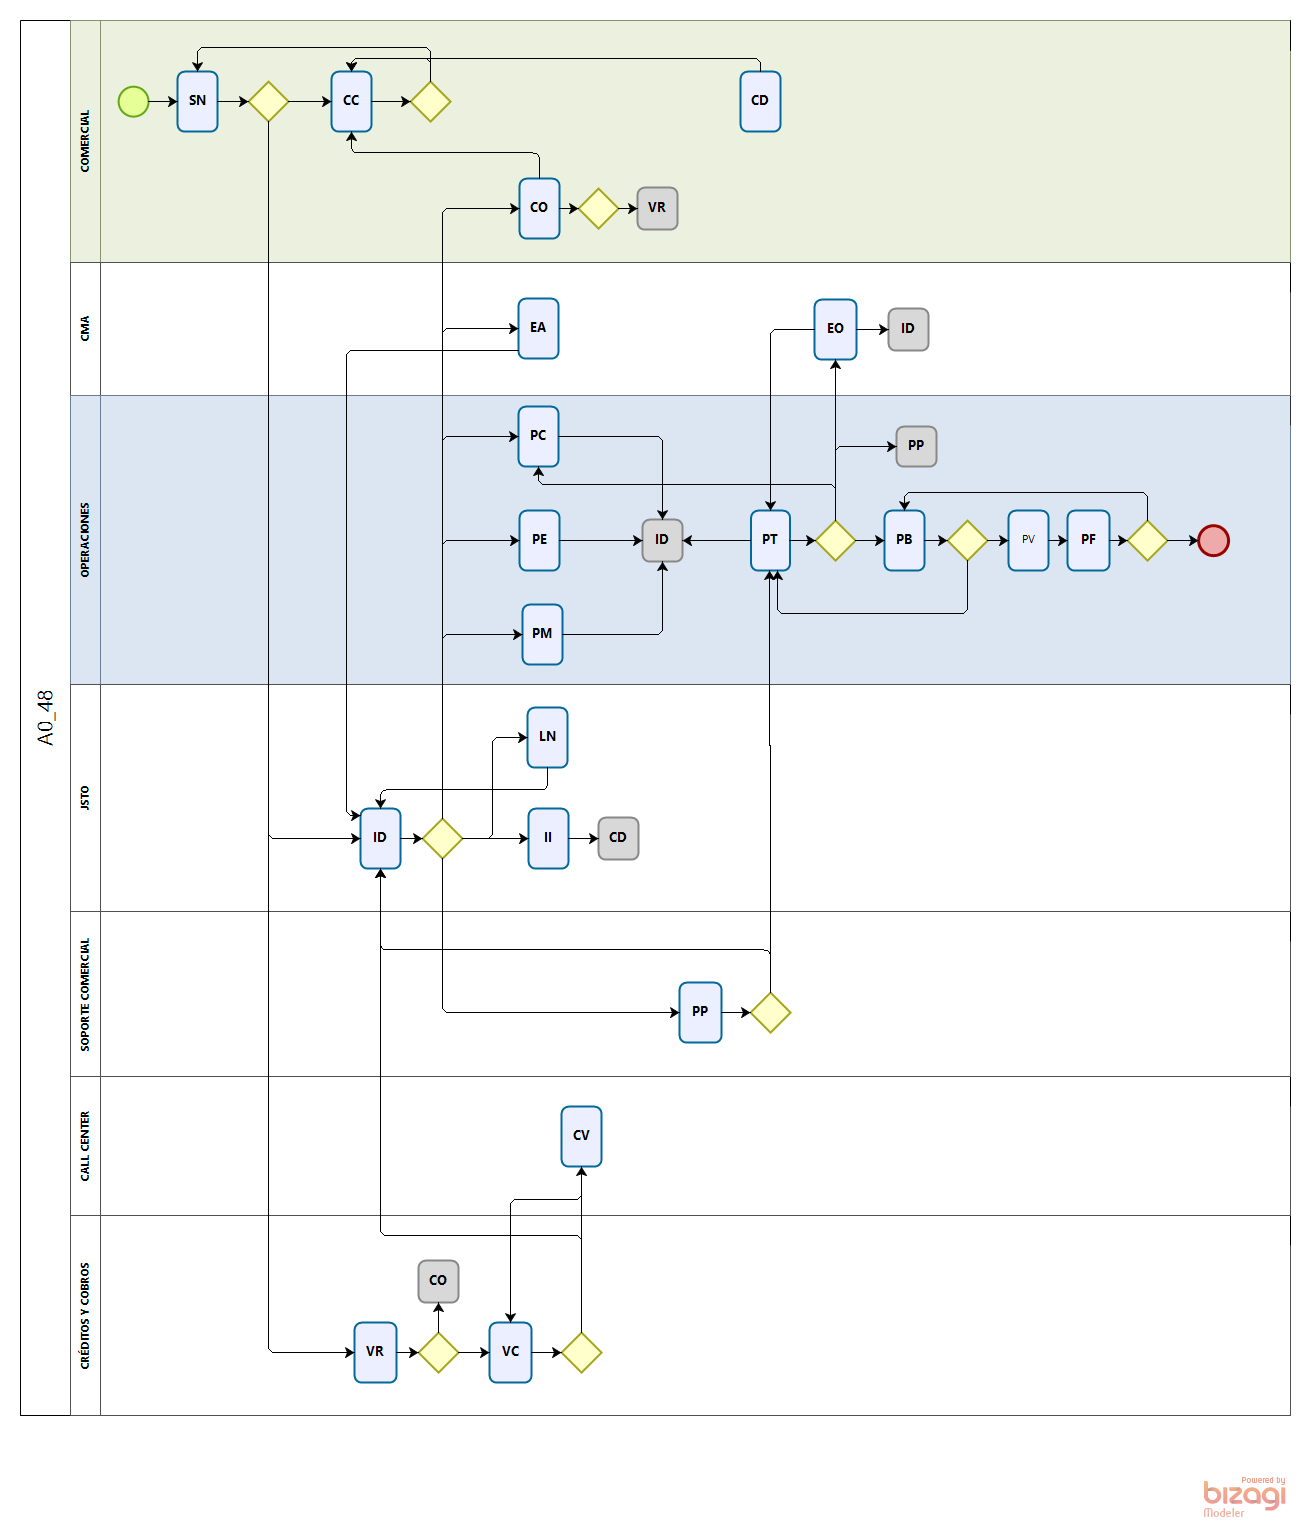 A0_48
COMERCIAL
SN
CC
CD
CO
VR
CMA
EA
EO
ID
OPERACIONES
PC
PP
PE
ID
PT
PB
PV
PF
PM
JSTO
LN
ID
II
CD
SOPORTE COMERCIAL
PP
CALL CENTER
CV
CRÉDITOS Y COBROS
CO
VR
VC
Powered by
bizagi
Modeler